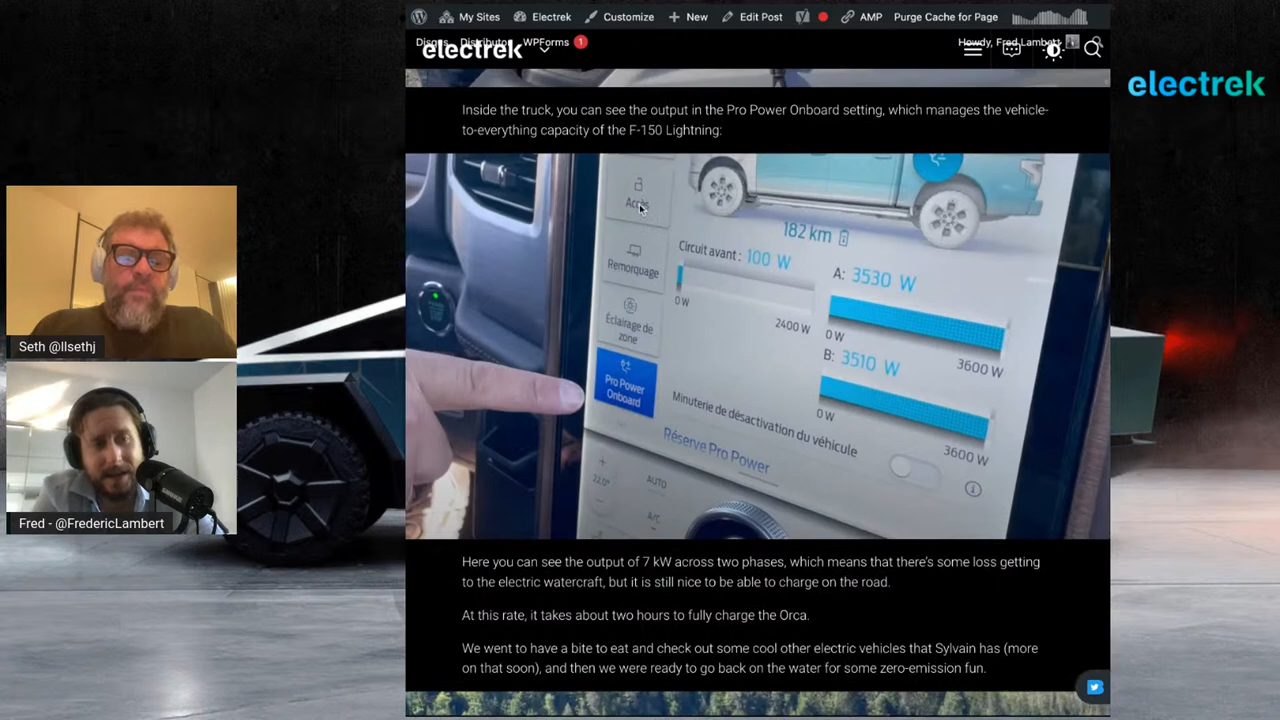 My Sites
Electrek
Customize
New
Edit Post
AMP
Purge Cache for Page
Disqus
Distributor
WPForms
1
Howdy, Fred Lambert
electrek
electrek
Inside the truck, you can see the output in the Pro Power Onboard setting, which manages the vehicle-
to-everything capacity of the F-150 Lightning:
Accès
182 km
Circuit avant : 100 W
0 W
2400 W
A: 3530 W
0 W
3600 W
Remorquage
Éclairage de
zone
B: 3510 W
0 W
3600 W
Pro Power
Onboard
Minuterie de désactivation du véhicule
Réserve Pro Power
22.0°
AUTO
A/C
Seth @llsethj
Fred - @FredericLambert
Here you can see the output of 7 kW across two phases, which means that there's some loss getting
to the electric watercraft, but it is still nice to be able to charge on the road.
At this rate, it takes about two hours to fully charge the Orca.
We went to have a bite to eat and check out some cool other electric vehicles that Sylvain has (more
on that soon), and then we were ready to go back on the water for some zero-emission fun.